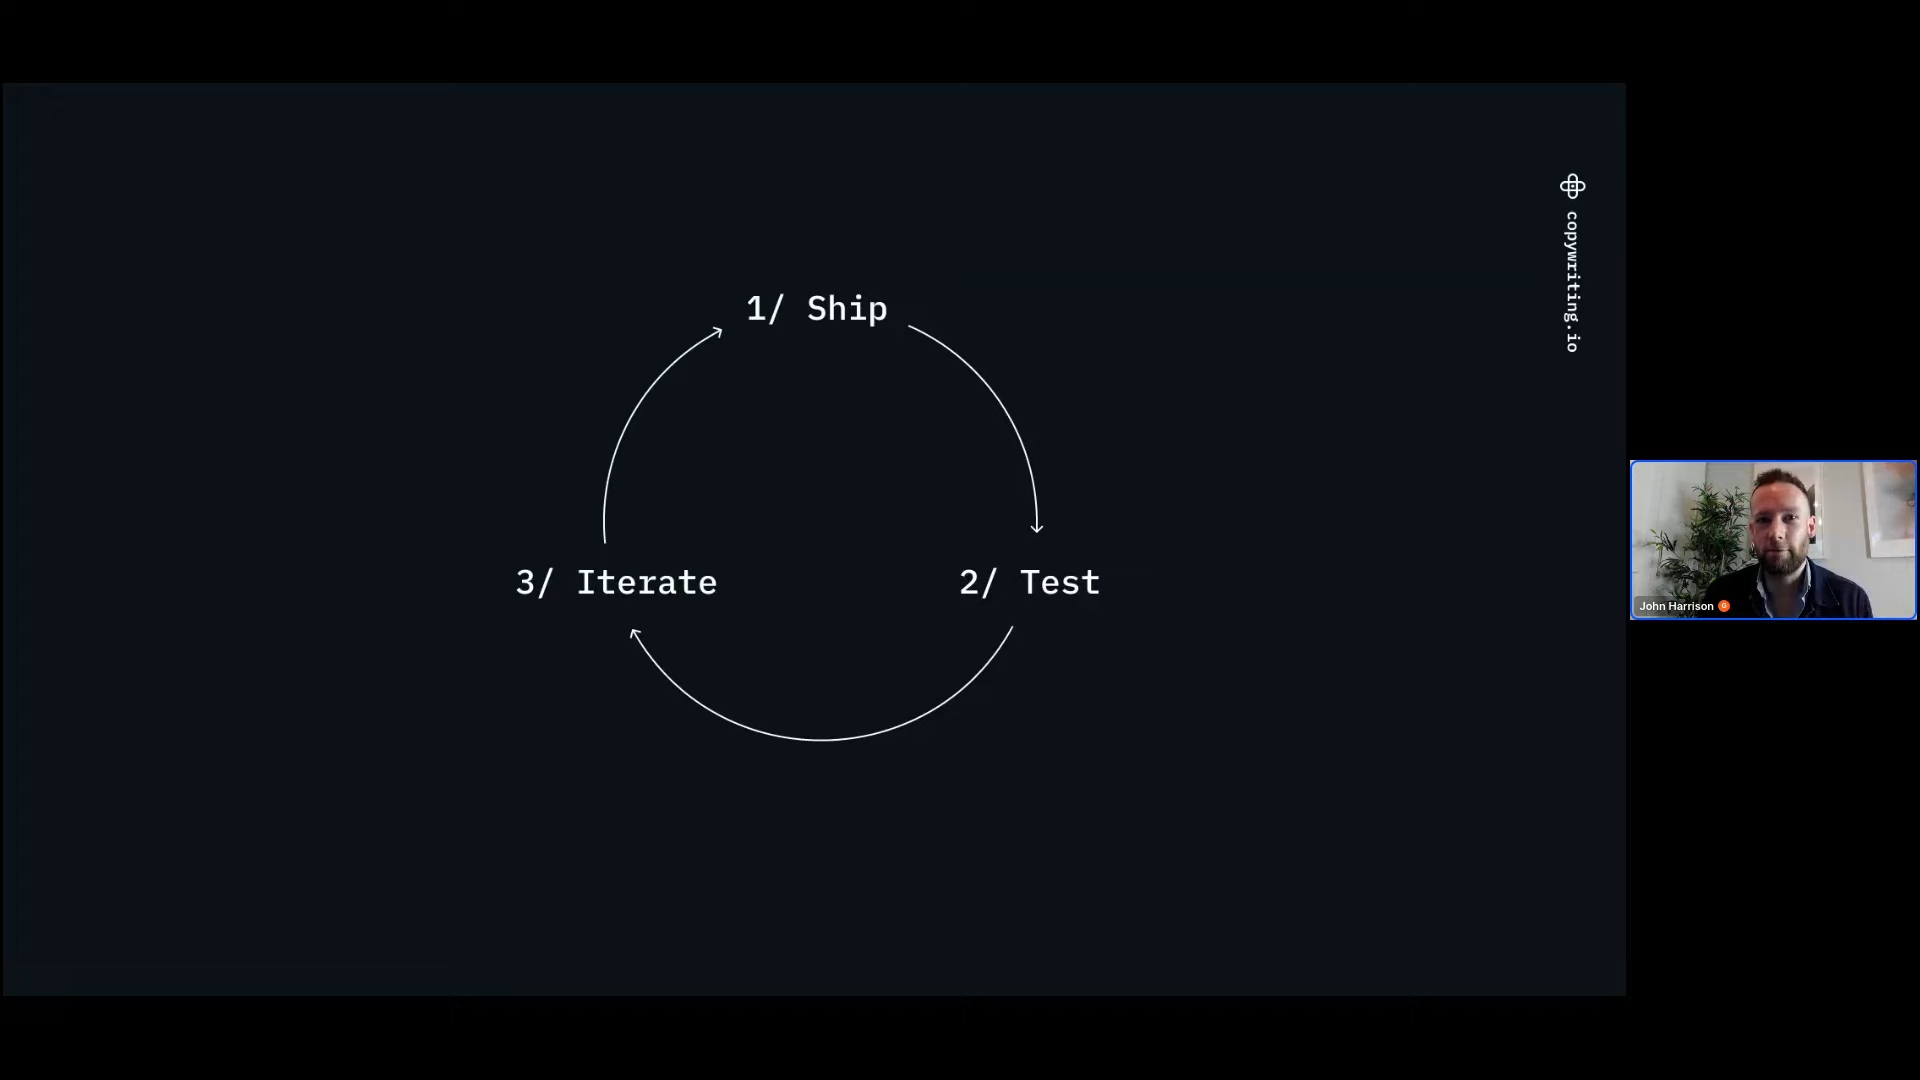 1/ Ship
3/ Iterate
2/ Test
copywriting.io
John Harrison